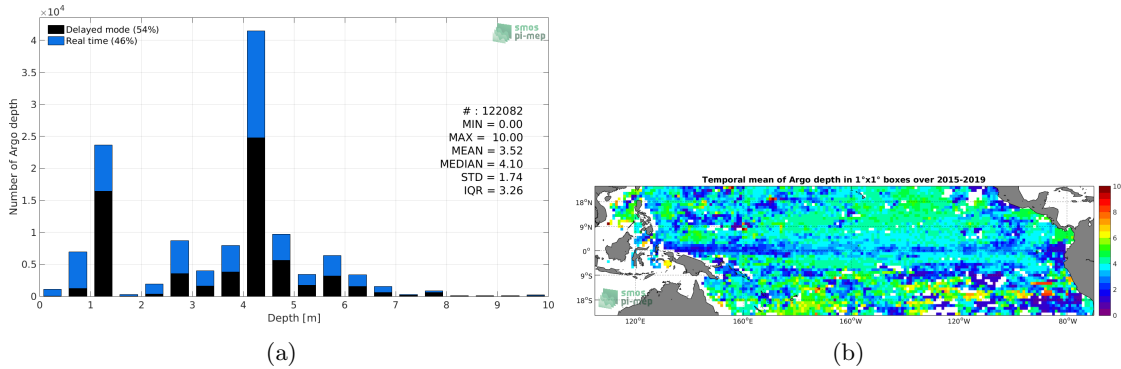 ×10⁴
Delayed mode (54%)
Real time (46%)
smos
pi-mep
4
3.5
3
2.5
2
1.5
1
0.5
0
Number of Argo depth
# : 122082
MIN = 0.00
MAX = 10.00
MEAN = 3.52
MEDIAN = 4.10
STD = 1.74
IQR = 3.26
1 2 3 4 5 6 7 8 9 10
Depth [m]
(a)
Temporal mean of Argo depth in 1°x1° boxes over 2015-2019
18°N
9°N
0°
9°S
18°S
smos
pi-mep
120°E 160°E 160°W 120°W 80°W
10
8
6
4
2
0
(b)